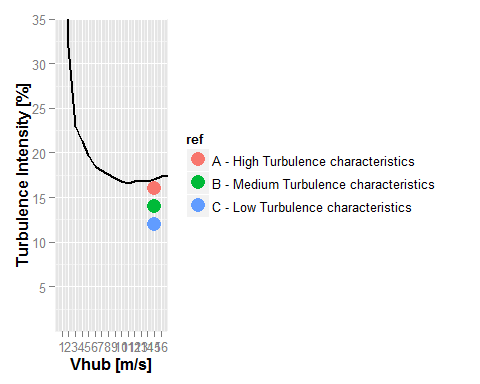 35
30
25
20
15
10
5
Turbulence Intensity [%]
12345678910111213141516
Vhub [m/s]
ref
A - High Turbulence characteristics
B - Medium Turbulence characteristics
C - Low Turbulence characteristics